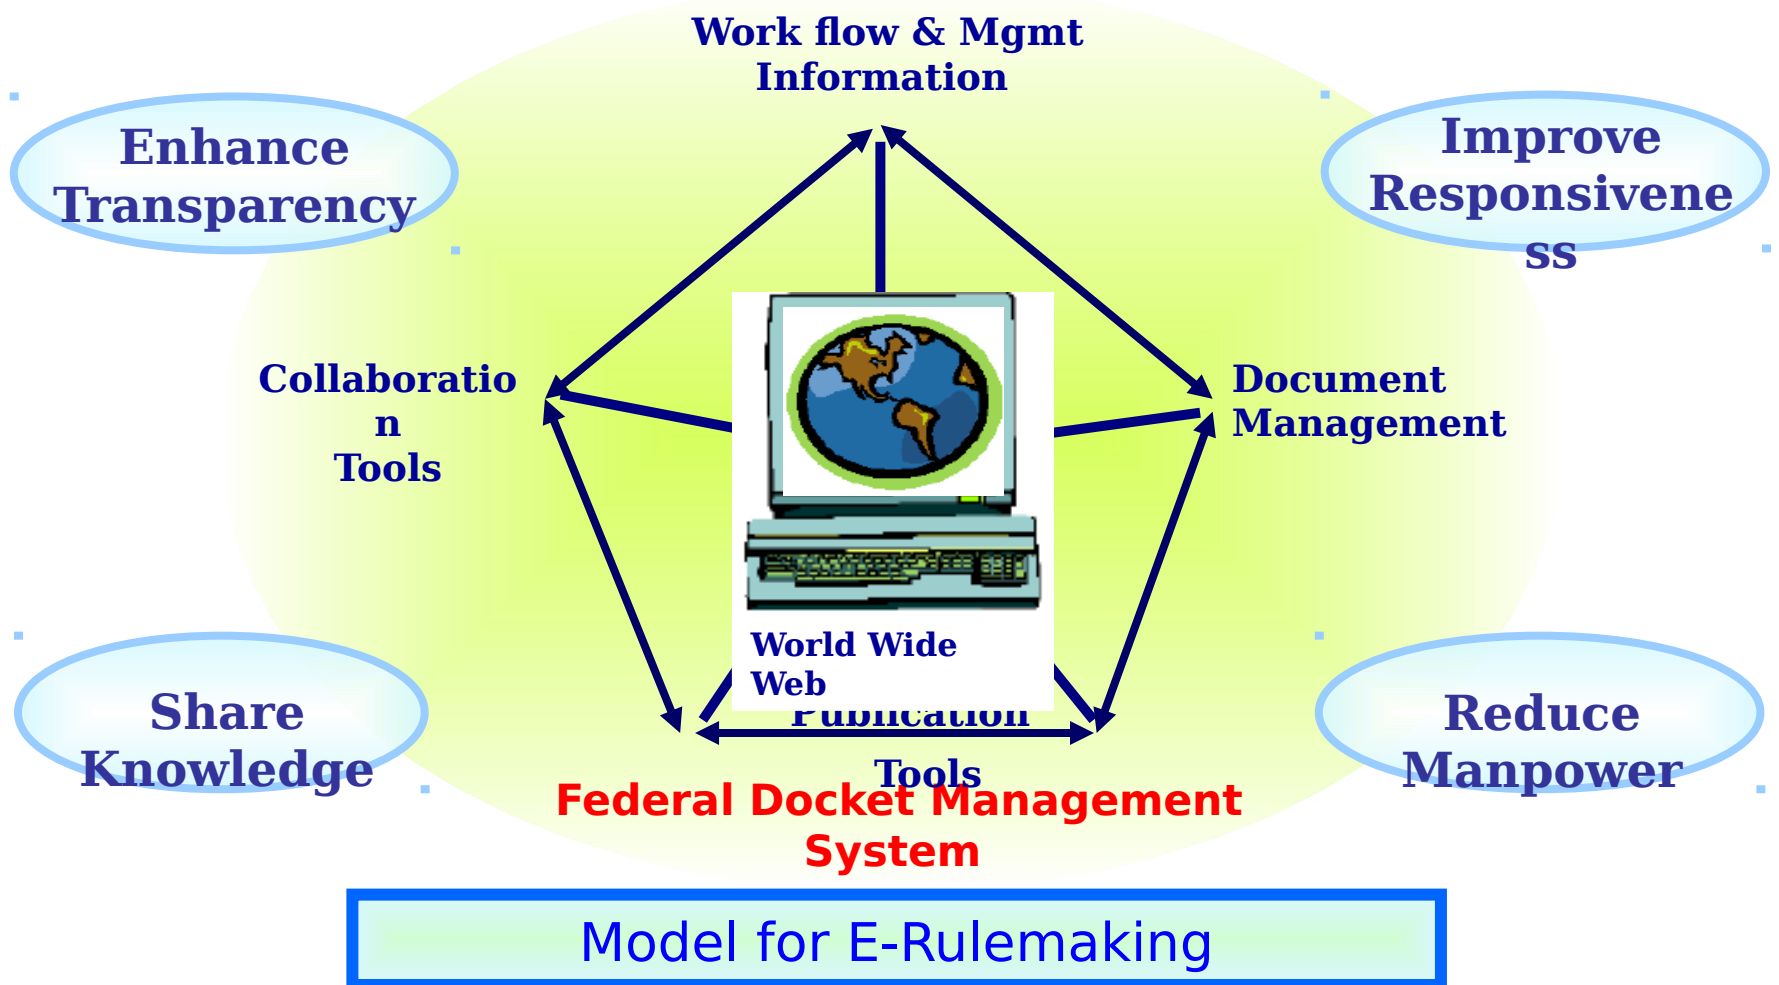 Work flow & Mgmt
Information
Enhance
Transparency
Improve
Responsivene
ss
Collaboratio
n
Tools
Document
Management
World Wide
Web
Publication
Tools
Share
Knowledge
Reduce
Manpower
Federal Docket Management
System
Model for E-Rulemaking